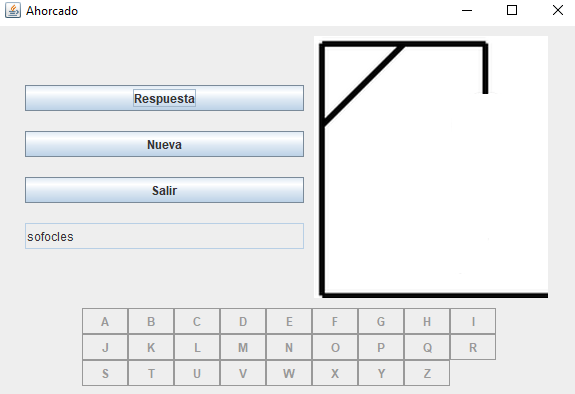 Ahorcado
Respuesta
Nueva
Salir
sofocles
A B C D E F G H I
J K L M N O P Q R
S T U V W X Y Z